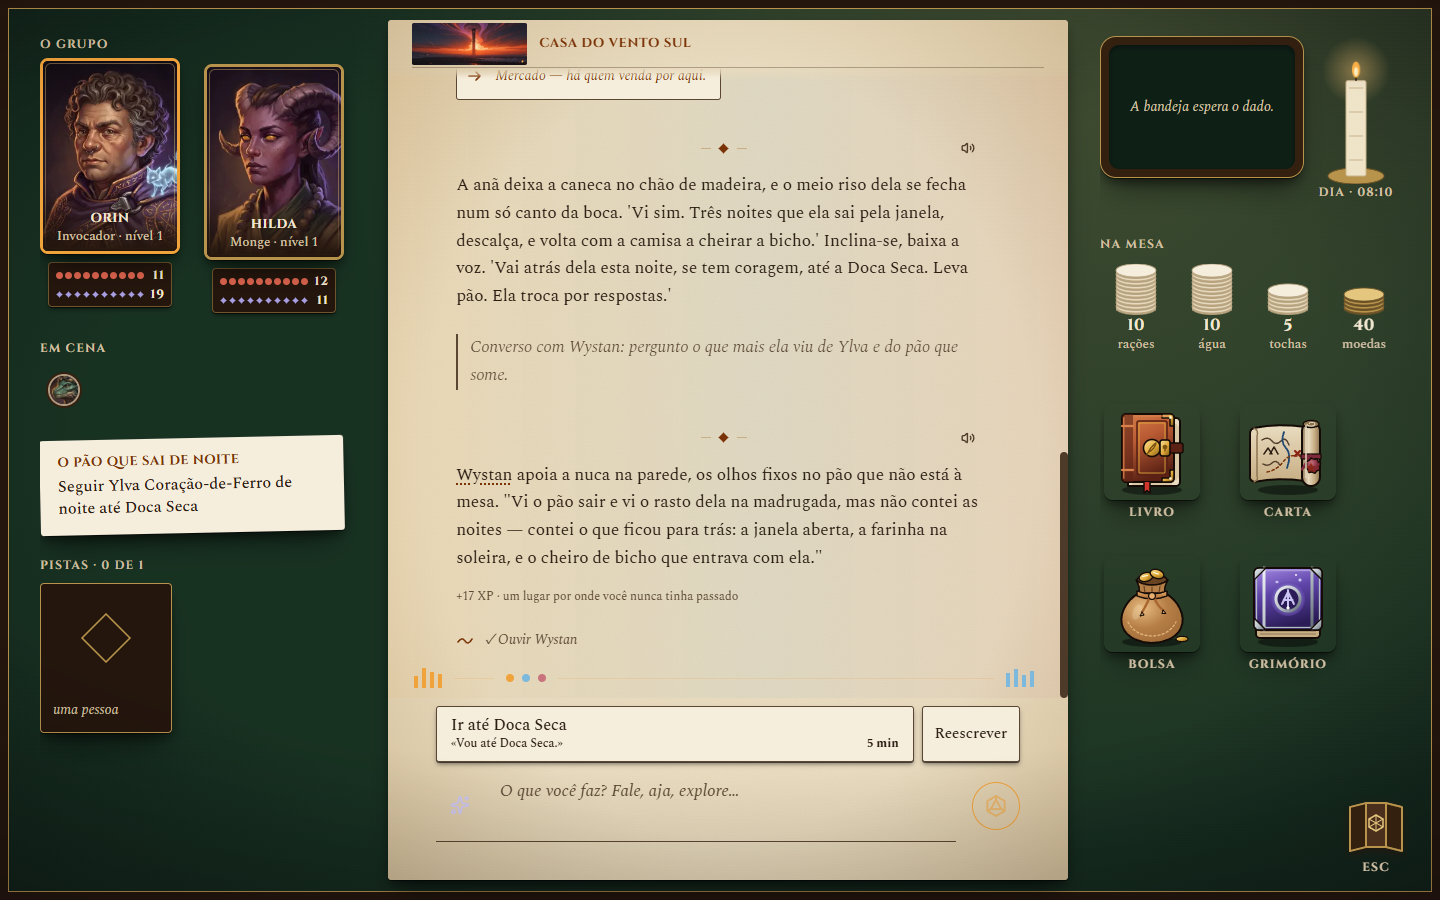 O GRUPO
ORIN
Invocador · nível 1
11
19
HILDA
Monge · nível 1
12
11
EM CENA
O PÃO QUE SAI DE NOITE
Seguir Ylva Coração-de-Ferro de
noite até Doca Seca
PISTAS · 0 DE 1
uma pessoa
CASA DO VENTO SUL
→ Mercado — há quem venda por aqui.
A anã deixa a caneca no chão de madeira, e o meio riso dela se fecha
num só canto da boca. 'Vi sim. Três noites que ela sai pela janela,
descalça, e volta com a camisa a cheirar a bicho.' Inclina-se, baixa a
voz. 'Vai atrás dela esta noite, se tem coragem, até a Doca Seca. Leva
pão. Ela troca por respostas.'
Converso com Wystan: pergunto o que mais ela viu de Ylva e do pão que
some.
Wystan apoia a nuca na parede, os olhos fixos no pão que não está à
mesa. "Vi o pão sair e vi o rasto dela na madrugada, mas não contei as
noites — contei o que ficou para trás: a janela aberta, a farinha na
soleira, e o cheiro de bicho que entrava com ela."
+17 XP · um lugar por onde você nunca tinha passado
✓Ouvir Wystan
Ir até Doca Seca
«Vou até Doca Seca.»
5 min
Reescrever
O que você faz? Fale, aja, explore...
A bandeja espera o dado.
DIA · 08:10
NA MESA
10
rações
10
água
5
tochas
40
moedas
LIVRO
CARTA
BOLSA
GRIMÓRIO
ESC